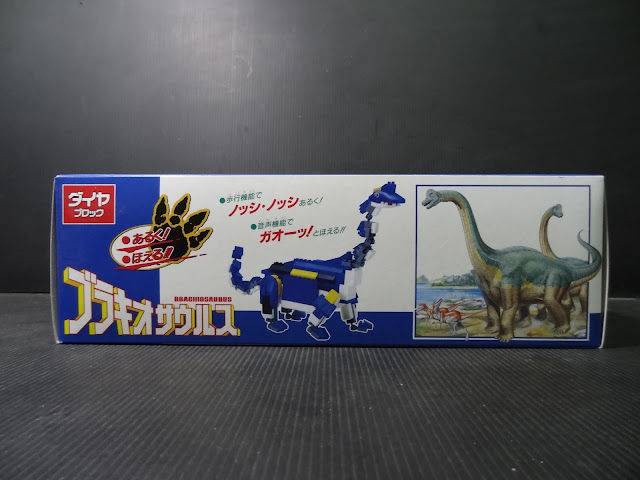 ダイヤ
ブロック
あるく!
ほえる!!
BRACHIOSAURUS
ブラキオサウルス
●歩行機能で
ノッシ・ノッシあるく!
●音声機能で
ガオーッ!とほえる!!